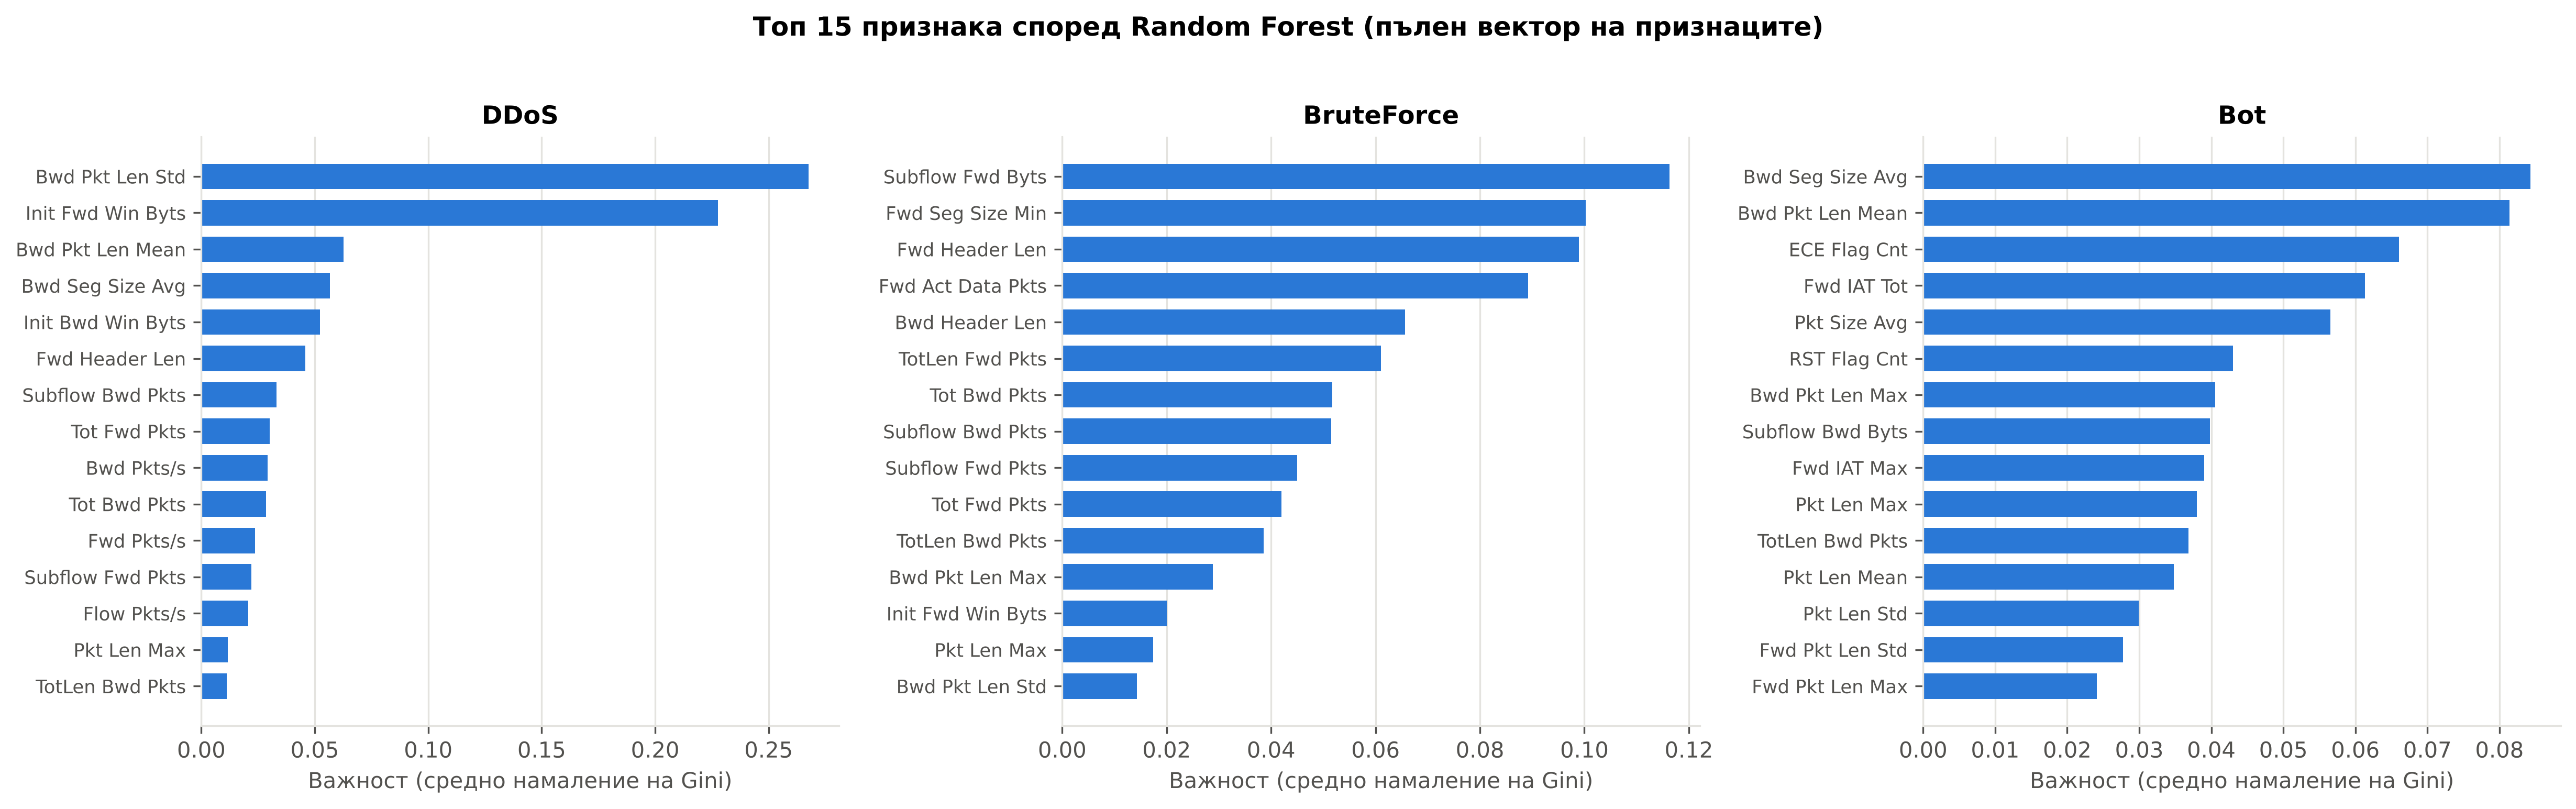 Топ 15 признака според Random Forest (пълен вектор на признаците)
DDoS
Bwd Pkt Len Std
Init Fwd Win Byts
Bwd Pkt Len Mean
Bwd Seg Size Avg
Init Bwd Win Byts
Fwd Header Len
Subflow Bwd Pkts
Tot Fwd Pkts
Bwd Pkts/s
Tot Bwd Pkts
Fwd Pkts/s
Subflow Fwd Pkts
Flow Pkts/s
Pkt Len Max
TotLen Bwd Pkts
0.00 0.05 0.10 0.15 0.20 0.25
Важност (средно намаление на Gini)
BruteForce
Subflow Fwd Byts
Fwd Seg Size Min
Fwd Header Len
Fwd Act Data Pkts
Bwd Header Len
TotLen Fwd Pkts
Tot Bwd Pkts
Subflow Bwd Pkts
Subflow Fwd Pkts
Tot Fwd Pkts
TotLen Bwd Pkts
Bwd Pkt Len Max
Init Fwd Win Byts
Pkt Len Max
Bwd Pkt Len Std
0.00 0.02 0.04 0.06 0.08 0.10 0.12
Важност (средно намаление на Gini)
Bot
Bwd Seg Size Avg
Bwd Pkt Len Mean
ECE Flag Cnt
Fwd IAT Tot
Pkt Size Avg
RST Flag Cnt
Bwd Pkt Len Max
Subflow Bwd Byts
Fwd IAT Max
Pkt Len Max
TotLen Bwd Pkts
Pkt Len Mean
Pkt Len Std
Fwd Pkt Len Std
Fwd Pkt Len Max
0.00 0.01 0.02 0.03 0.04 0.05 0.06 0.07 0.08
Важност (средно намаление на Gini)